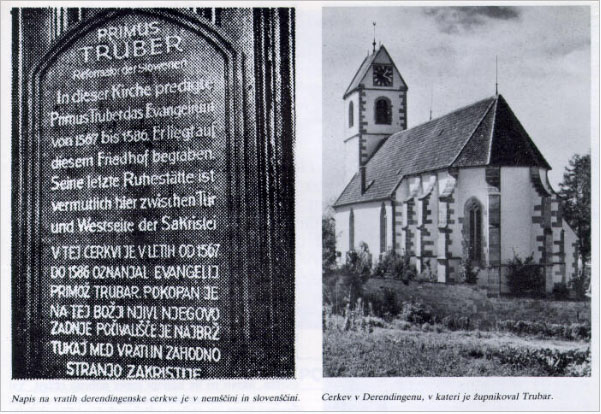 PRIMUS
TRUBER
Reformator der Slowenen
In dieser Kirche predigte
Primus Truber das Evangelium
von 1567 bis 1586. Er liegt auf
diesem Friedhof begraben.
Seine letzte Ruhestätte ist
vermutlich hier zwischen Tür
und Westseite der Sakristei
V TEJ CERKVI JE V LETIH OD 1567
DO 1586 OZNANJAL EVANGELIJ
PRIMOŽ TRUBAR. POKOPAN JE
NA TEJ BOŽJI NJIVI. NJEGOVO
ZADNJE POČIVALIŠČE JE NAJBRŽ
TUKAJ MED VRATI IN ZAHODNO
STRANJO ZAKRISTIJE
Napis na vratih derendingenske cerkve je v nemščini in slovenščini.
Cerkev v Derendingenu, v kateri je župnikoval Trubar.